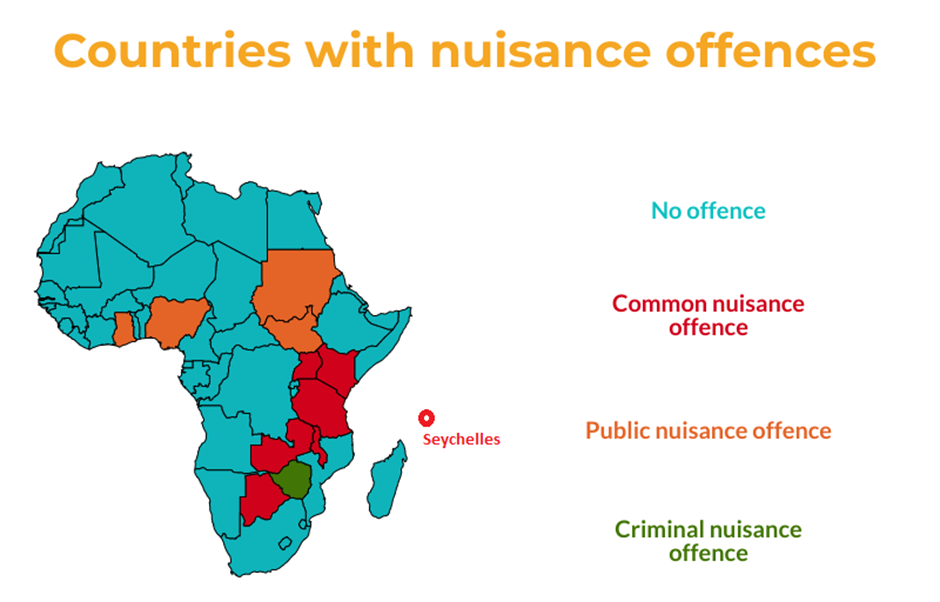 Countries with nuisance offences
No offence
Common nuisance
offence
Public nuisance offence
Seychelles
Criminal nuisance
offence